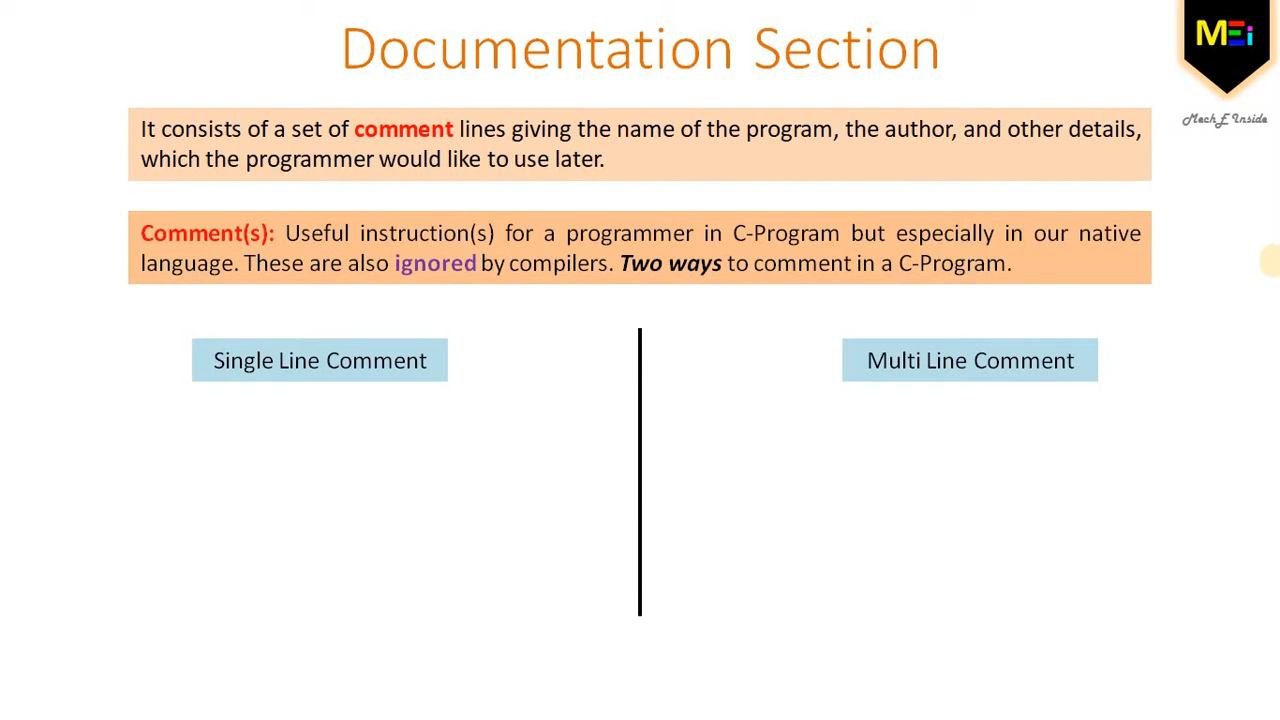 Documentation Section
MEi
MechE Inside
It consists of a set of comment lines giving the name of the program, the author, and other details,
which the programmer would like to use later.
Comment(s): Useful instruction(s) for a programmer in C-Program but especially in our native
language. These are also ignored by compilers. Two ways to comment in a C-Program.
Single Line Comment
Multi Line Comment